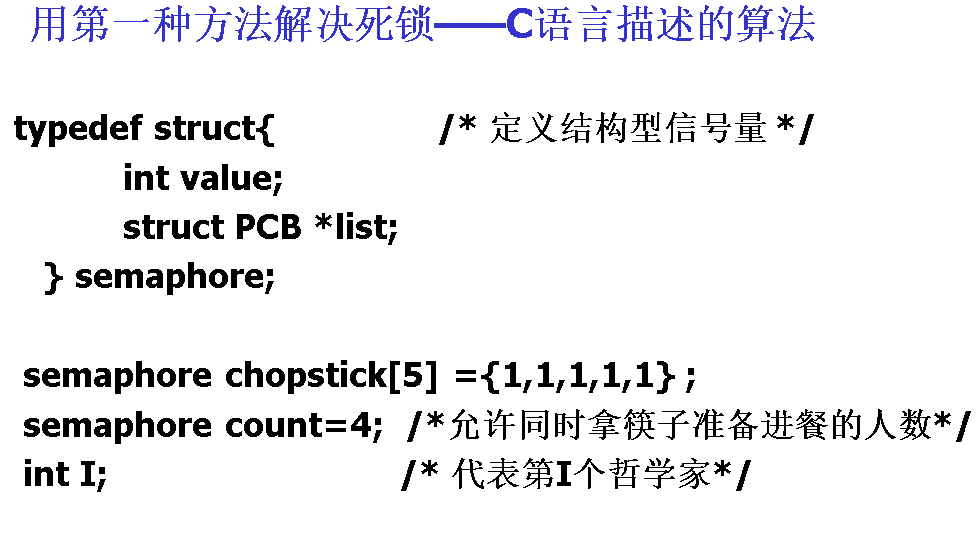 用第一种方法解决死锁——C语言描述的算法
typedef struct{ /* 定义结构型信号量 */
int value;
struct PCB *list;
} semaphore;
semaphore chopstick[5] ={1,1,1,1,1} ;
semaphore count=4; /*允许同时拿筷子准备进餐的人数*/
int I; /* 代表第I个哲学家*/